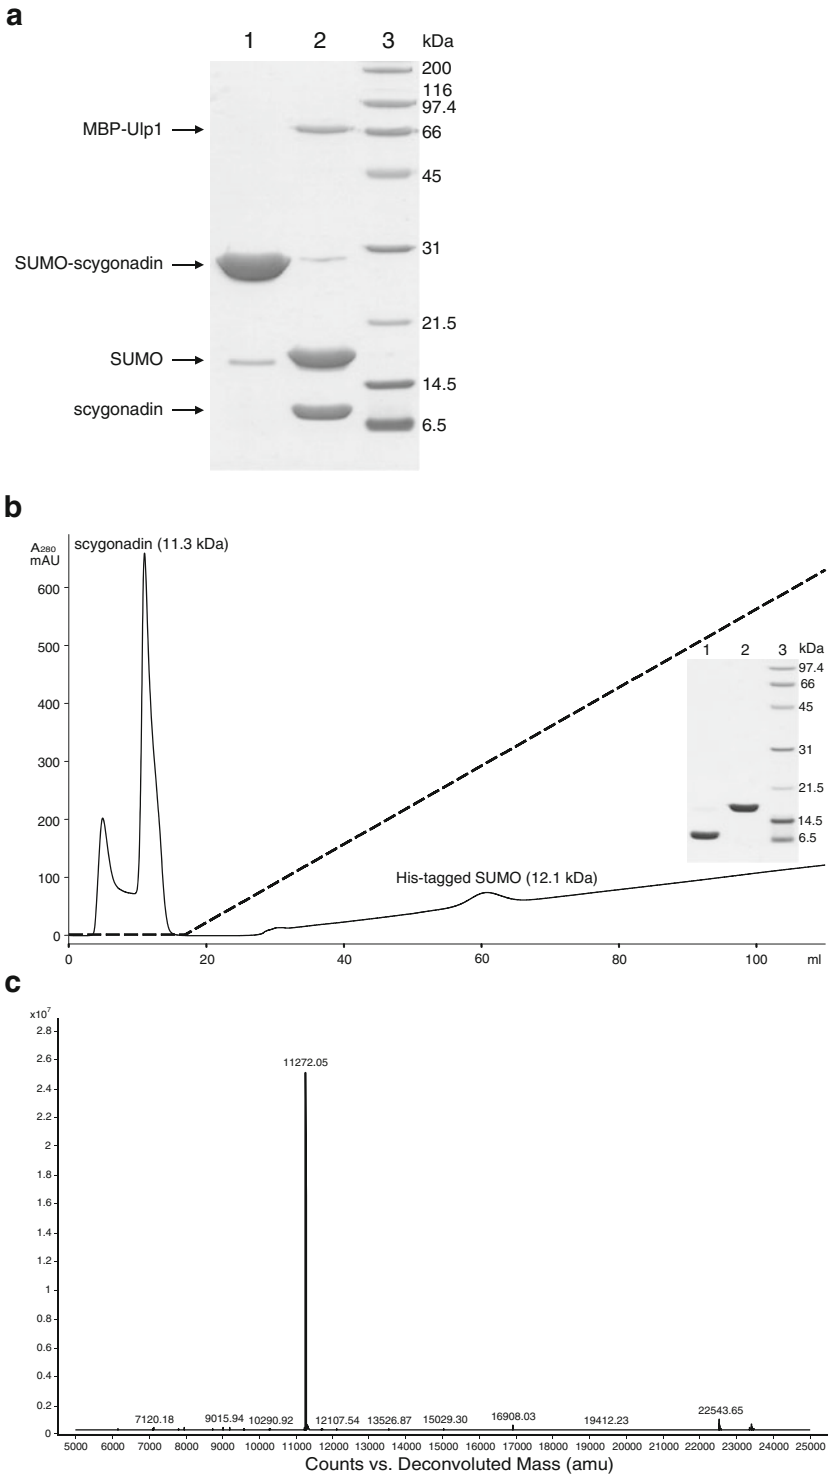 a
1 2 3 kDa
200
116
97.4
MBP-Ulp1
66
45
31
SUMO-scygonadin
21.5
SUMO
14.5
scygonadin
6.5
b
A280
mAU
scygonadin (11.3 kDa)
600
500
400
300
200
100
0
1 2 3 kDa
97.4
66
45
31
21.5
14.5
6.5
His-tagged SUMO (12.1 kDa)
0 20 40 60 80 100 ml
c
x10^7
2.8
2.6
2.4
2.2
2
1.8
1.6
1.4
1.2
1
0.8
0.6
0.4
0.2
0
11272.05
7120.18 9015.94 10290.92 12107.54 13526.87 15029.30 16908.03 19412.23 22543.65
5000 6000 7000 8000 9000 10000 11000 12000 13000 14000 15000 16000 17000 18000 19000 20000 21000 22000 23000 24000 25000
Counts vs. Deconvoluted Mass (amu)